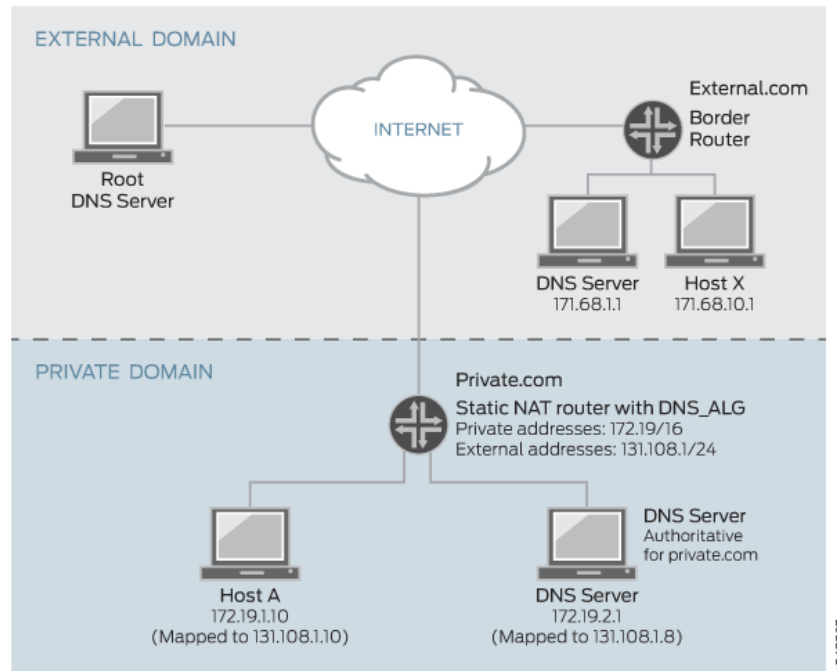 EXTERNAL DOMAIN
INTERNET
Root
DNS Server
External.com
Border
Router
DNS Server
171.68.1.1
Host X
171.68.10.1
PRIVATE DOMAIN
Private.com
Static NAT router with DNS_ALG
Private addresses: 172.19/16
External addresses: 131.108.1/24
Host A
172.19.1.10
(Mapped to 131.108.1.10)
DNS Server
172.19.2.1
(Mapped to 131.108.1.8)
DNS Server
Authoritative
for private.com